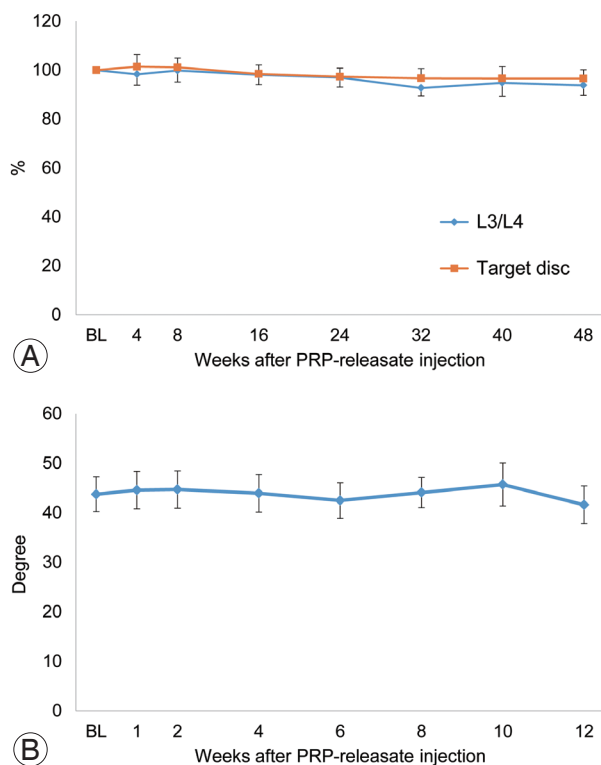 120
100
80
60
40
20
0
%
L3/L4
Target disc
BL 4 8 16 24 32 40 48
Weeks after PRP-releasate injection
A
60
50
40
30
20
10
0
Degree
BL 1 2 4 6 8 10 12
Weeks after PRP-releasate injection
B